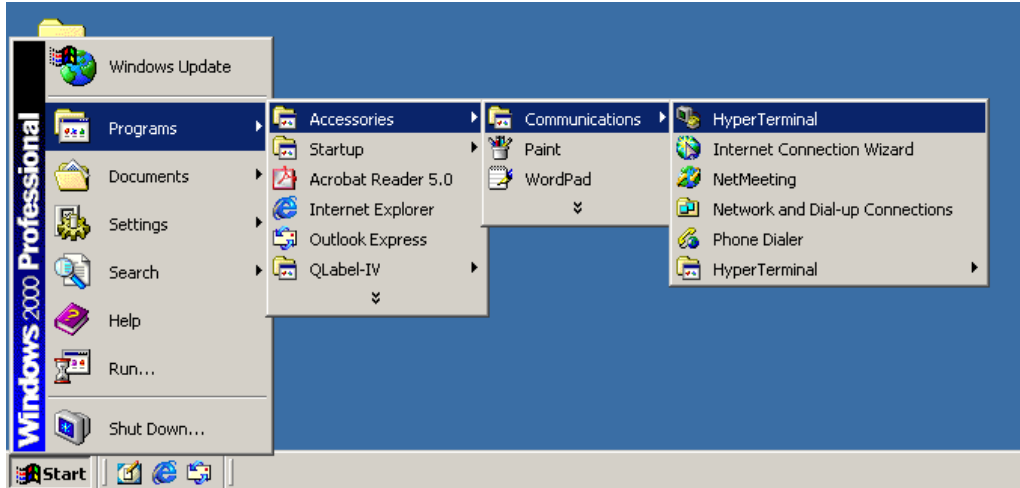 Windows 2000 Professional
Windows Update
Programs
Documents
Settings
Search
Help
Run...
Shut Down...
Accessories
Startup
Acrobat Reader 5.0
Internet Explorer
Outlook Express
QLabel-IV
Communications
Paint
WordPad
HyperTerminal
Internet Connection Wizard
NetMeeting
Network and Dial-up Connections
Phone Dialer
HyperTerminal
Start